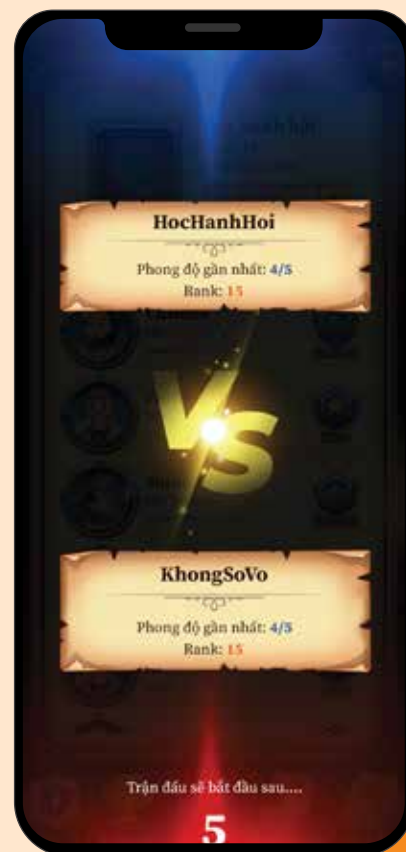 HocHanhHoi
Phong độ gần nhất: 4/5
Rank: 15
VS
KhongSoVo
Phong độ gần nhất: 4/5
Rank: 15
Trận đấu sẽ bắt đầu sau....
5